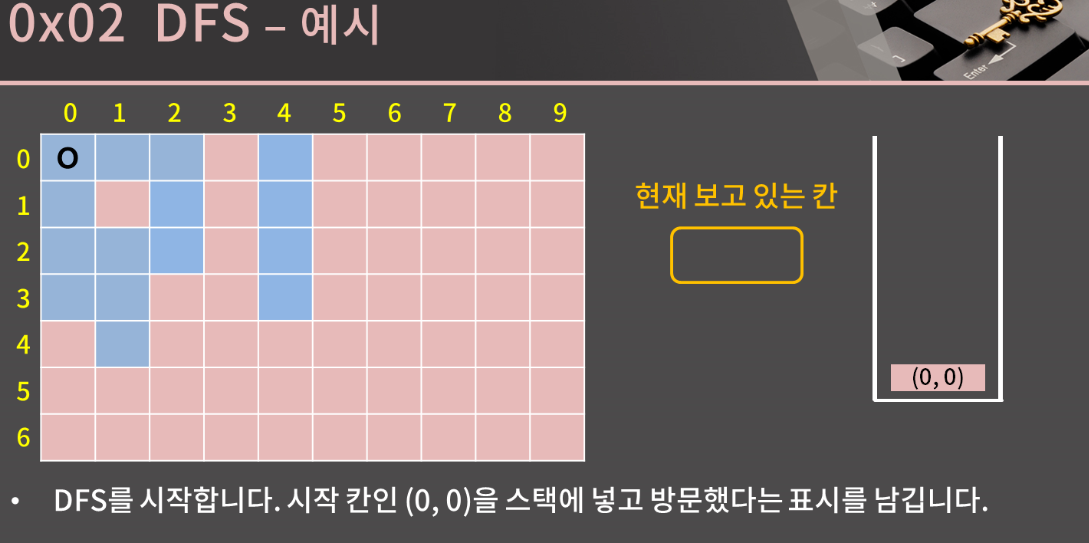 0x02 DFS – 예시
0 1 2 3 4 5 6 7 8 9
0 O
1
2
3
4
5
6
현재 보고 있는 칸
(0, 0)
Enter
• DFS를 시작합니다. 시작 칸인 (0, 0)을 스택에 넣고 방문했다는 표시를 남깁니다.